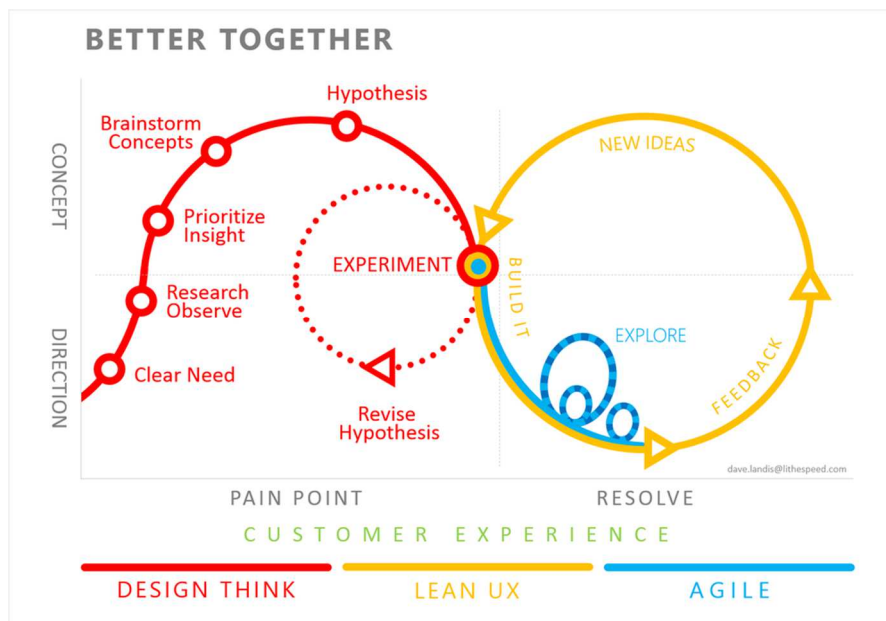 BETTER TOGETHER
CONCEPT
DIRECTION
Hypothesis
Brainstorm
Concepts
Prioritize
Insight
Research
Observe
Clear Need
EXPERIMENT
Revise
Hypothesis
NEW IDEAS
BUILD IT
EXPLORE
FEEDBACK
dave.landis@lithespeed.com
PAIN POINT
RESOLVE
CUSTOMER EXPERIENCE
DESIGN THINK
LEAN UX
AGILE